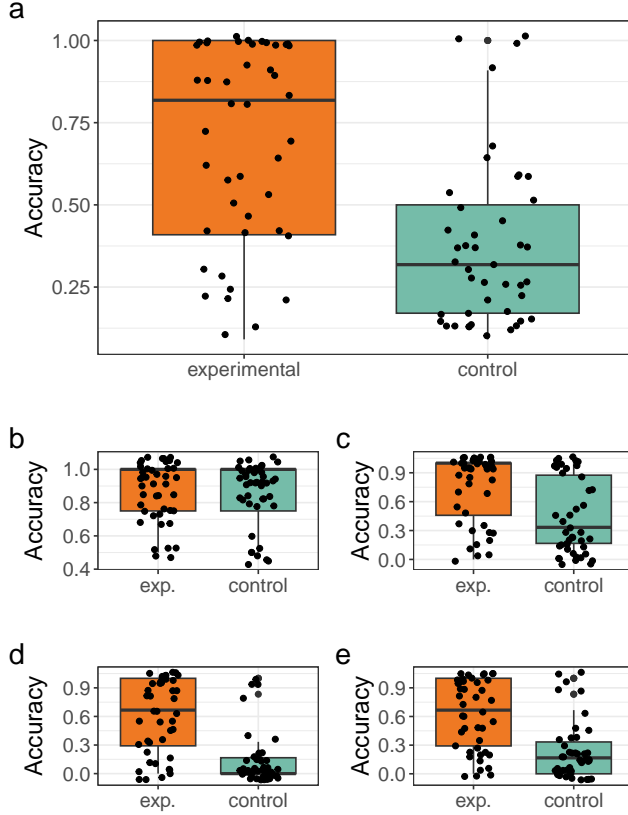 a
Accuracy
1.00
0.75
0.50
0.25
experimental
control
b
Accuracy
1.0
0.8
0.6
0.4
exp.
control
c
Accuracy
0.9
0.6
0.3
0.0
exp.
control
d
Accuracy
0.9
0.6
0.3
0.0
exp.
control
e
Accuracy
0.9
0.6
0.3
0.0
exp.
control